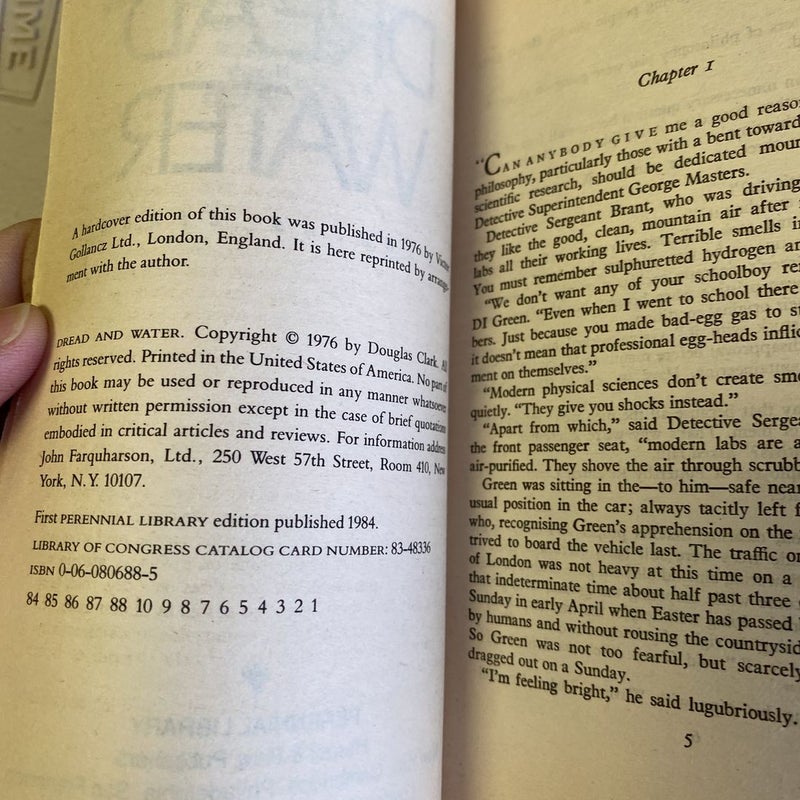 IME
A hardcover edition of this book was published in 1976 by Victor
Gollancz Ltd., London, England. It is here reprinted by arrange-
ment with the author.
DREAD AND WATER. Copyright © 1976 by Douglas Clark. All
rights reserved. Printed in the United States of America. No part of
this book may be used or reproduced in any manner whatsoever
without written permission except in the case of brief quotations
embodied in critical articles and reviews. For information address
John Farquharson, Ltd., 250 West 57th Street, Room 410, New
York, N.Y. 10107.
First PERENNIAL LIBRARY edition published 1984.
LIBRARY OF CONGRESS CATALOG CARD NUMBER: 83-48336
ISBN 0-06-080688-5
84 85 86 87 88 10 9 8 7 6 5 4 3 2 1
Chapter 1
"CAN ANYBODY GIVE me a good reaso
philosophy, particularly those with a bent toward
scientific research, should be dedicated moun
Detective Superintendent George Masters.
Detective Sergeant Brant, who was driving
they like the good, clean, mountain air after
labs all their working lives. Terrible smells i
You must remember sulphuretted hydrogen an
"We don't want any of your schoolboy re
DI Green. "Even when I went to school there
bers. Just because you made bad-egg gas to s
it doesn't mean that professional egg-heads inflic
ment on themselves."
"Modern physical sciences don't create sme
quietly. "They give you shocks instead."
"Apart from which," said Detective Serge
the front passenger seat, "modern labs are a
air-purified. They shove the air through scrubb
Green was sitting in the—to him—safe near
usual position in the car; always tacitly left f
who, recognising Green's apprehension on the
trived to board the vehicle last. The traffic o
of London was not heavy at this time on a
that indeterminate time about half past three
Sunday in early April when Easter has passed
by humans and without rousing the countrysid
So Green was not too fearful, but scarcely
dragged out on a Sunday.
"I'm feeling bright," he said lugubriously.
5